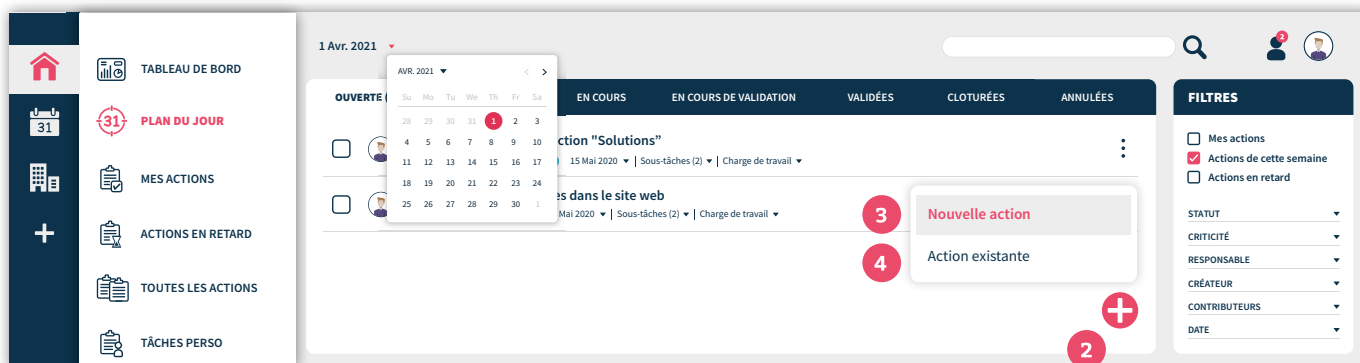 31
TABLEAU DE BORD
31
PLAN DU JOUR
MES ACTIONS
ACTIONS EN RETARD
TOUTES LES ACTIONS
TÂCHES PERSO
1 Avr. 2021
2
AVR. 2021
Su Mo Tu We Th Fr Sa
28 29 30 31 1 2 3
4 5 6 7 8 9 10
11 12 13 14 15 16 17
18 19 20 21 22 23 24
25 26 27 28 29 30 1
OUVERTE ( EN COURS EN COURS DE VALIDATION VALIDÉES CLOTURÉES ANNULÉES
ction "Solutions”
15 Mai 2020 | Sous-tâches (2) | Charge de travail
es dans le site web
Mai 2020 | Sous-tâches (2) | Charge de travail
3 Nouvelle action
4 Action existante
2
FILTRES
Mes actions
Actions de cette semaine
Actions en retard
STATUT
CRITICITÉ
RESPONSABLE
CRÉATEUR
CONTRIBUTEURS
DATE